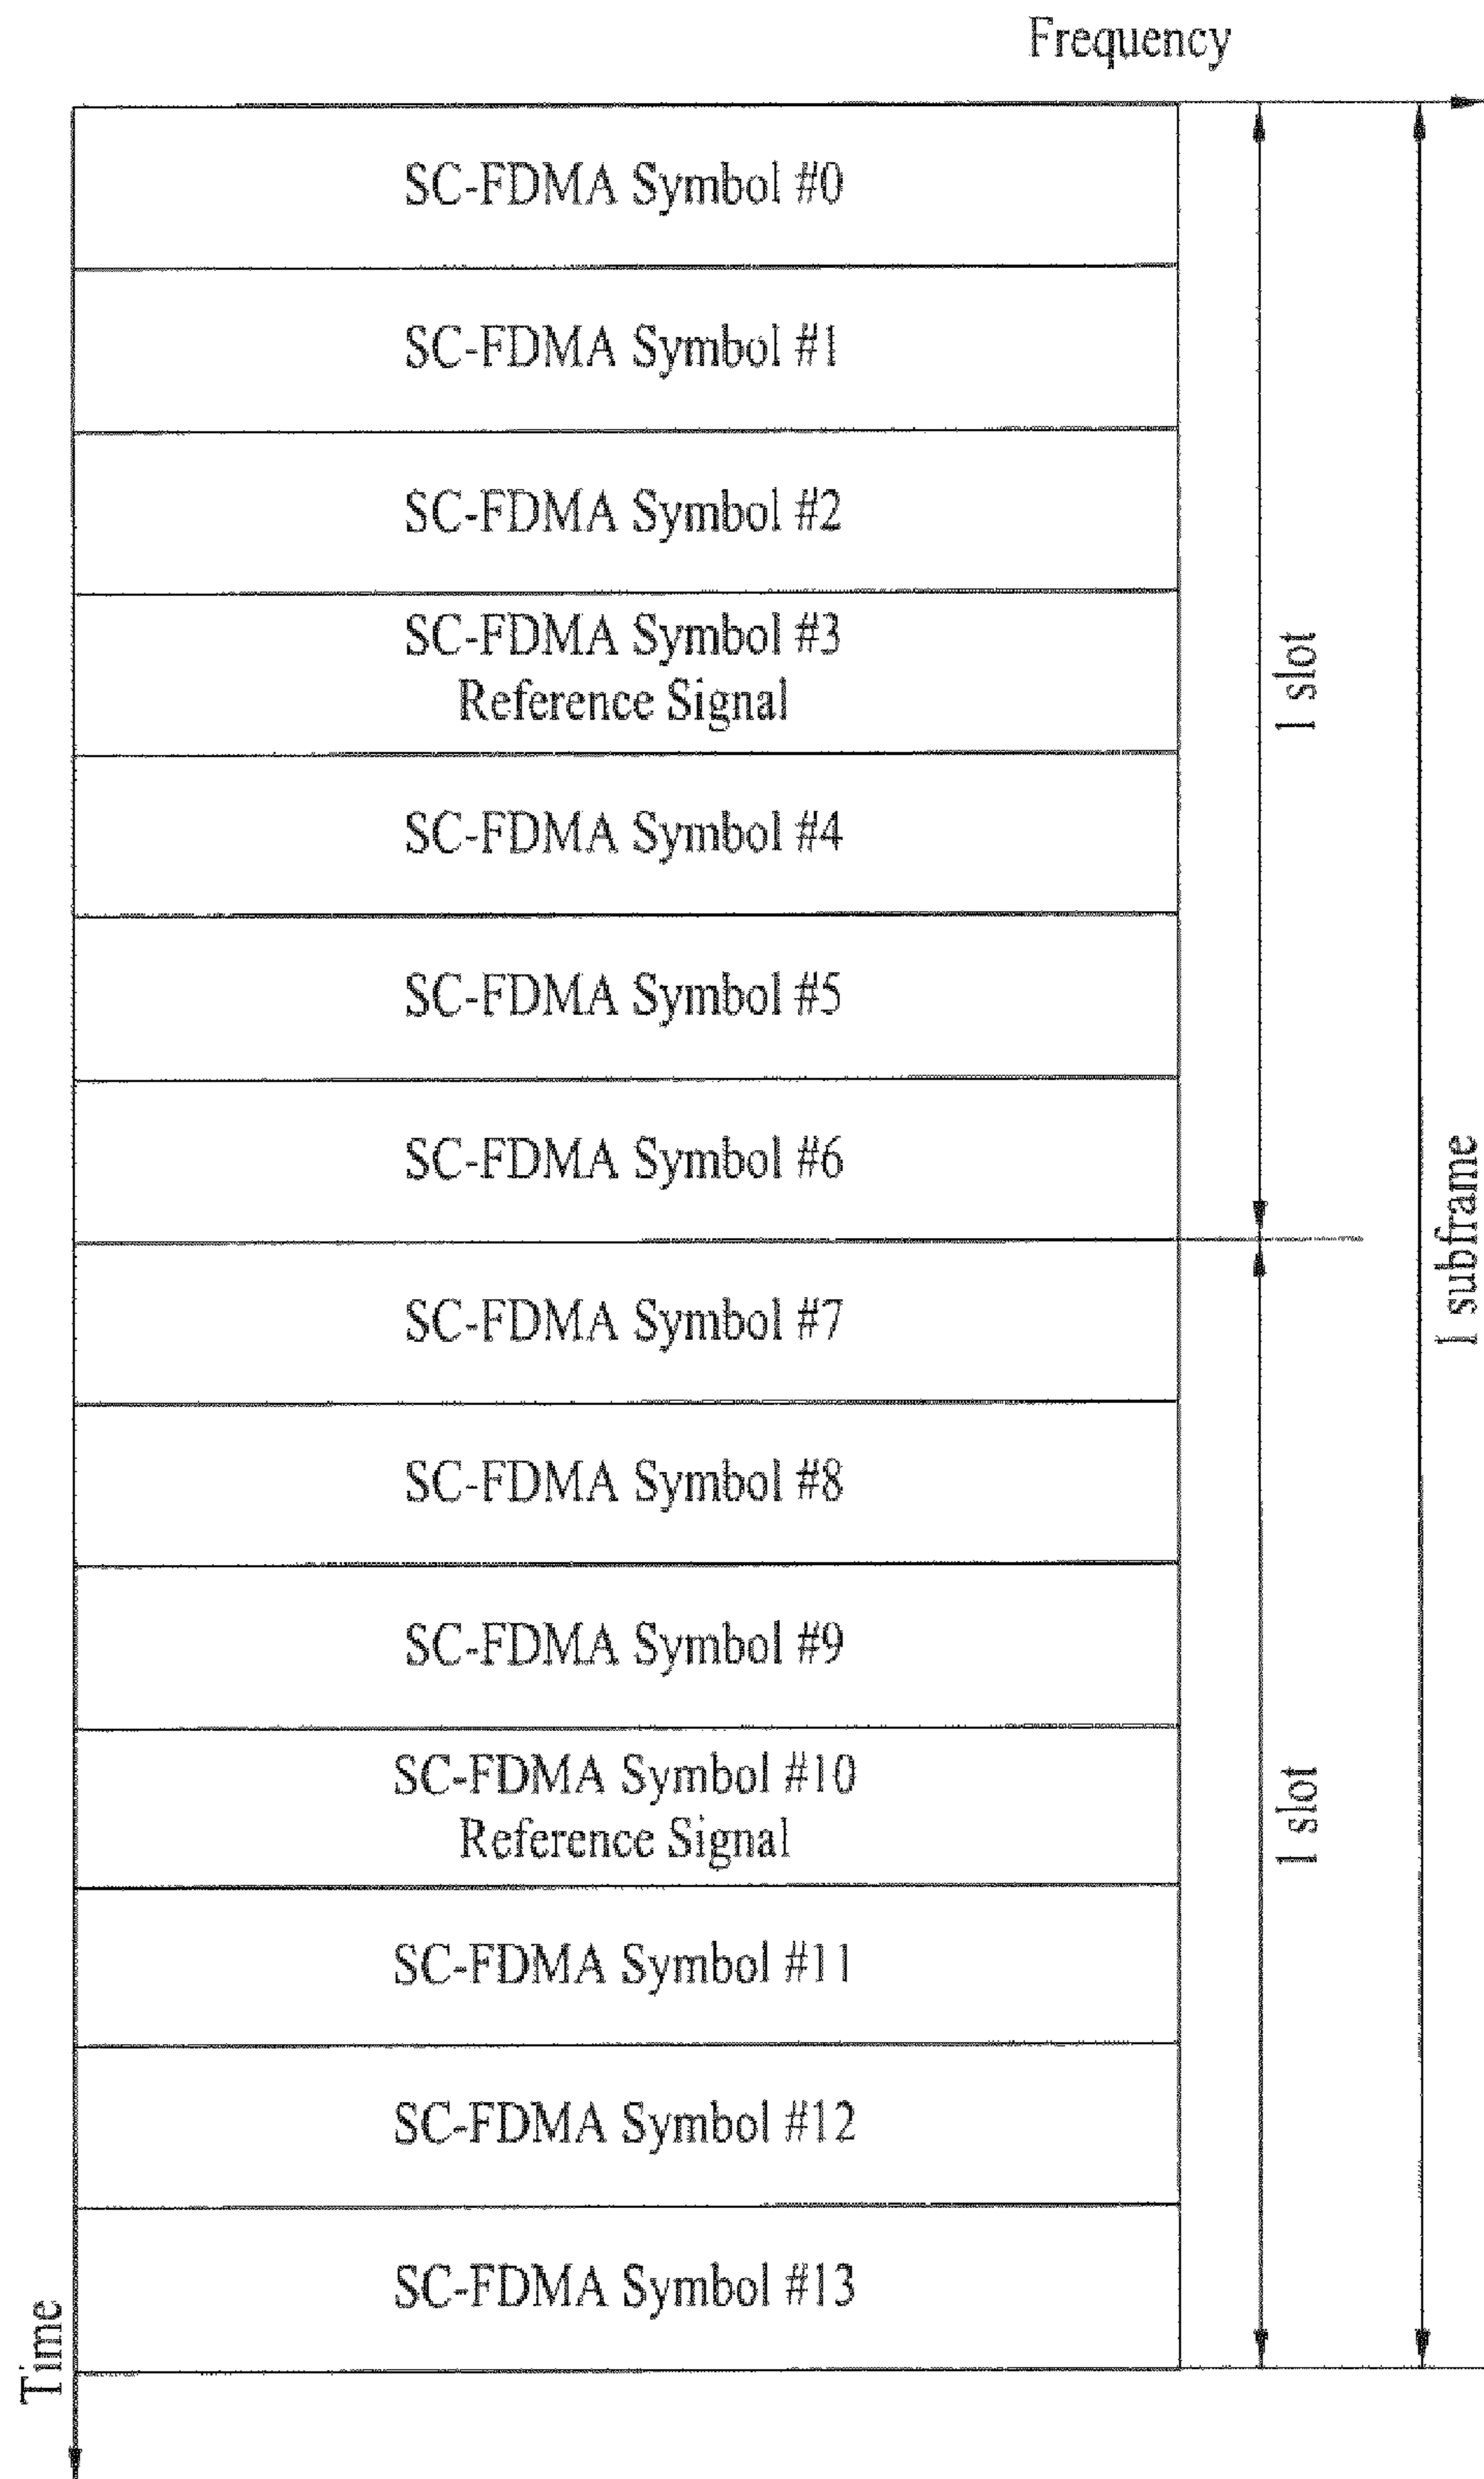 Frequency
SC-FDMA Symbol #0
SC-FDMA Symbol #1
SC-FDMA Symbol #2
SC-FDMA Symbol #3
Reference Signal
SC-FDMA Symbol #4
SC-FDMA Symbol #5
SC-FDMA Symbol #6
SC-FDMA Symbol #7
SC-FDMA Symbol #8
SC-FDMA Symbol #9
SC-FDMA Symbol #10
Reference Signal
SC-FDMA Symbol #11
SC-FDMA Symbol #12
SC-FDMA Symbol #13
1 slot
1 slot
1 subframe
Time